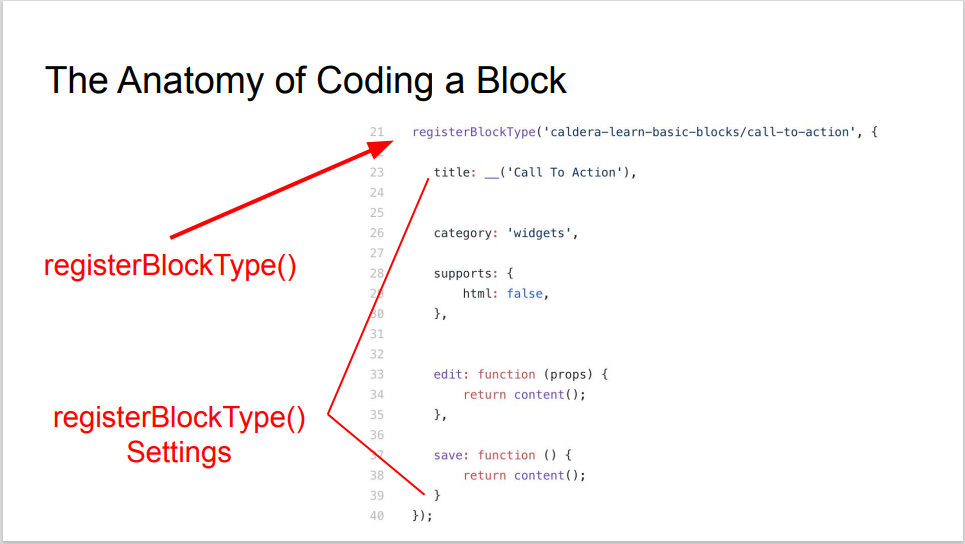 The Anatomy of Coding a Block
21 registerBlockType('caldera-learn-basic-blocks/call-to-action', {
23 title: __('Call To Action'),
24
25
26 category: 'widgets',
27
28 supports: {
29 html: false,
30 },
31
32
33 edit: function (props) {
34 return content();
35 },
36
37 save: function () {
38 return content();
39 }
40 });
registerBlockType()
registerBlockType()
Settings